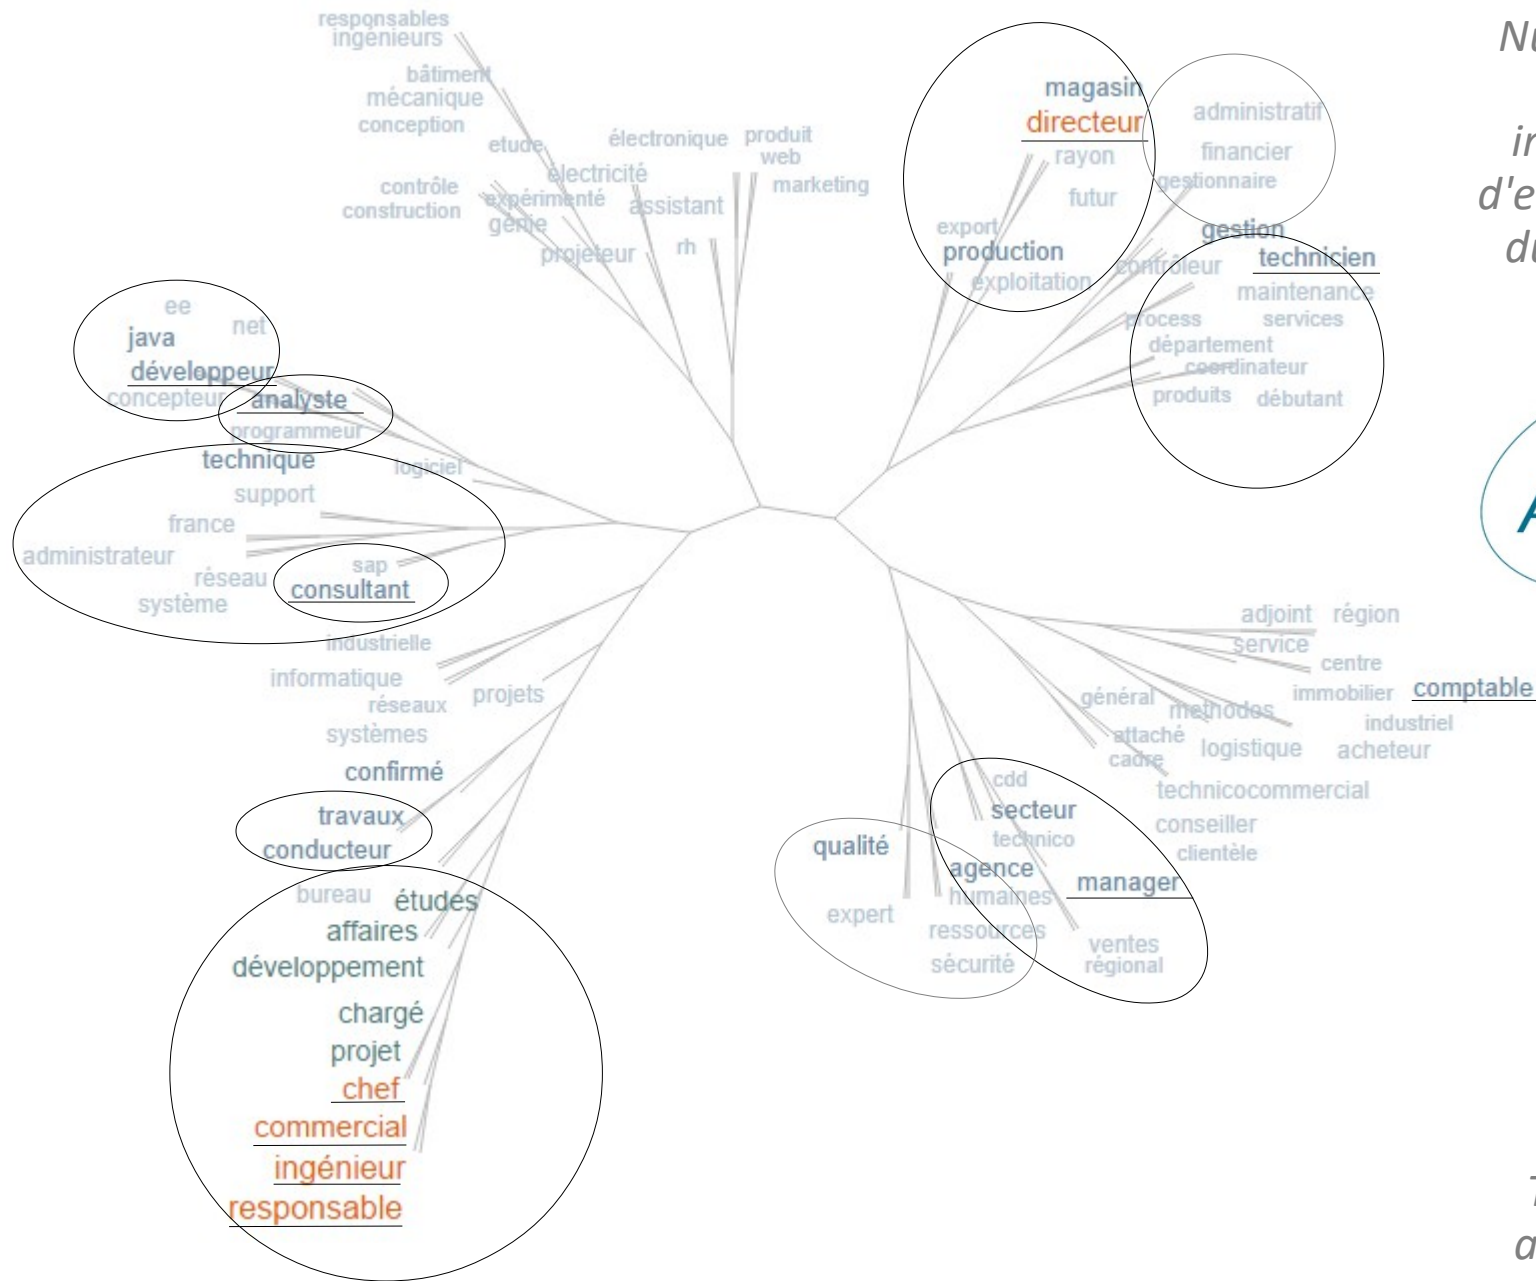 responsables
ingénieurs
bâtiment
mécanique
conception
etude
électronique
produit
web
marketing
électricité
contrôle
expérimenté
construction
génie
assistant
projeteur
rh
magasin
directeur
rayon
futur
export
production
exploitation
administratif
financier
gestionnaire
gestion
contrôleur
technicien
maintenance
process
services
département
coordinateur
produits
débutant
ee
net
java
développeur
concepteur
analyste
programmeur
technique
logiciel
support
france
administrateur
sap
réseau
consultant
système
industrielle
informatique
projets
réseaux
systèmes
confirmé
travaux
conducteur
bureau
études
affaires
développement
chargé
projet
chef
commercial
ingénieur
responsable
adjoint
région
service
centre
immobilier
comptable
général
méthodes
industriel
attaché
logistique
acheteur
cadre
technicocommercial
conseiller
clientèle
cdd
secteur
technico
qualité
agence
manager
humaines
expert
ressources
ventes
sécurité
régional